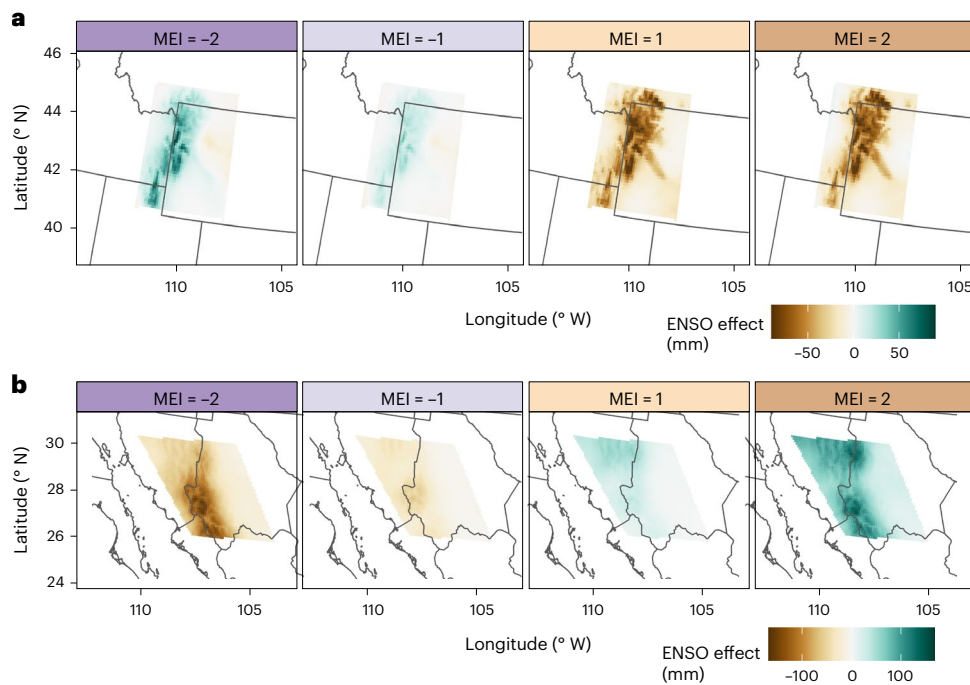 a
MEI = –2 MEI = –1 MEI = 1 MEI = 2
46
44
42
40
Latitude (° N)
110 105 110 105 110 105 110 105
Longitude (° W)
ENSO effect
(mm)
–50 0 50
b
MEI = –2 MEI = –1 MEI = 1 MEI = 2
30
28
26
24
Latitude (° N)
110 105 110 105 110 105 110 105
Longitude (° W)
ENSO effect
(mm)
–100 0 100